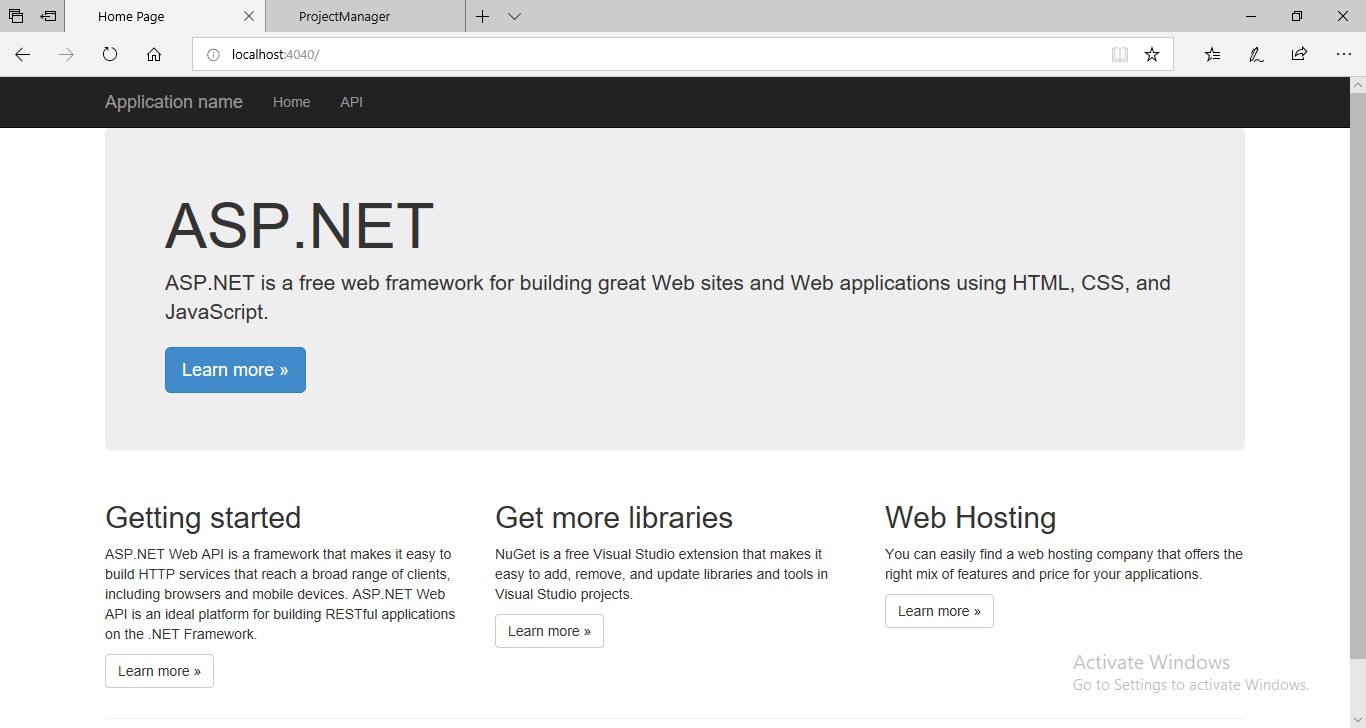 Home Page
ProjectManager
localhost:4040/
Application name
Home
API
ASP.NET
ASP.NET is a free web framework for building great Web sites and Web applications using HTML, CSS, and
JavaScript.
Learn more »
Getting started
ASP.NET Web API is a framework that makes it easy to
build HTTP services that reach a broad range of clients,
including browsers and mobile devices. ASP.NET Web
API is an ideal platform for building RESTful applications
on the .NET Framework.
Learn more »
Get more libraries
NuGet is a free Visual Studio extension that makes it
easy to add, remove, and update libraries and tools in
Visual Studio projects.
Learn more »
Web Hosting
You can easily find a web hosting company that offers the
right mix of features and price for your applications.
Learn more »
Activate Windows
Go to Settings to activate Windows.